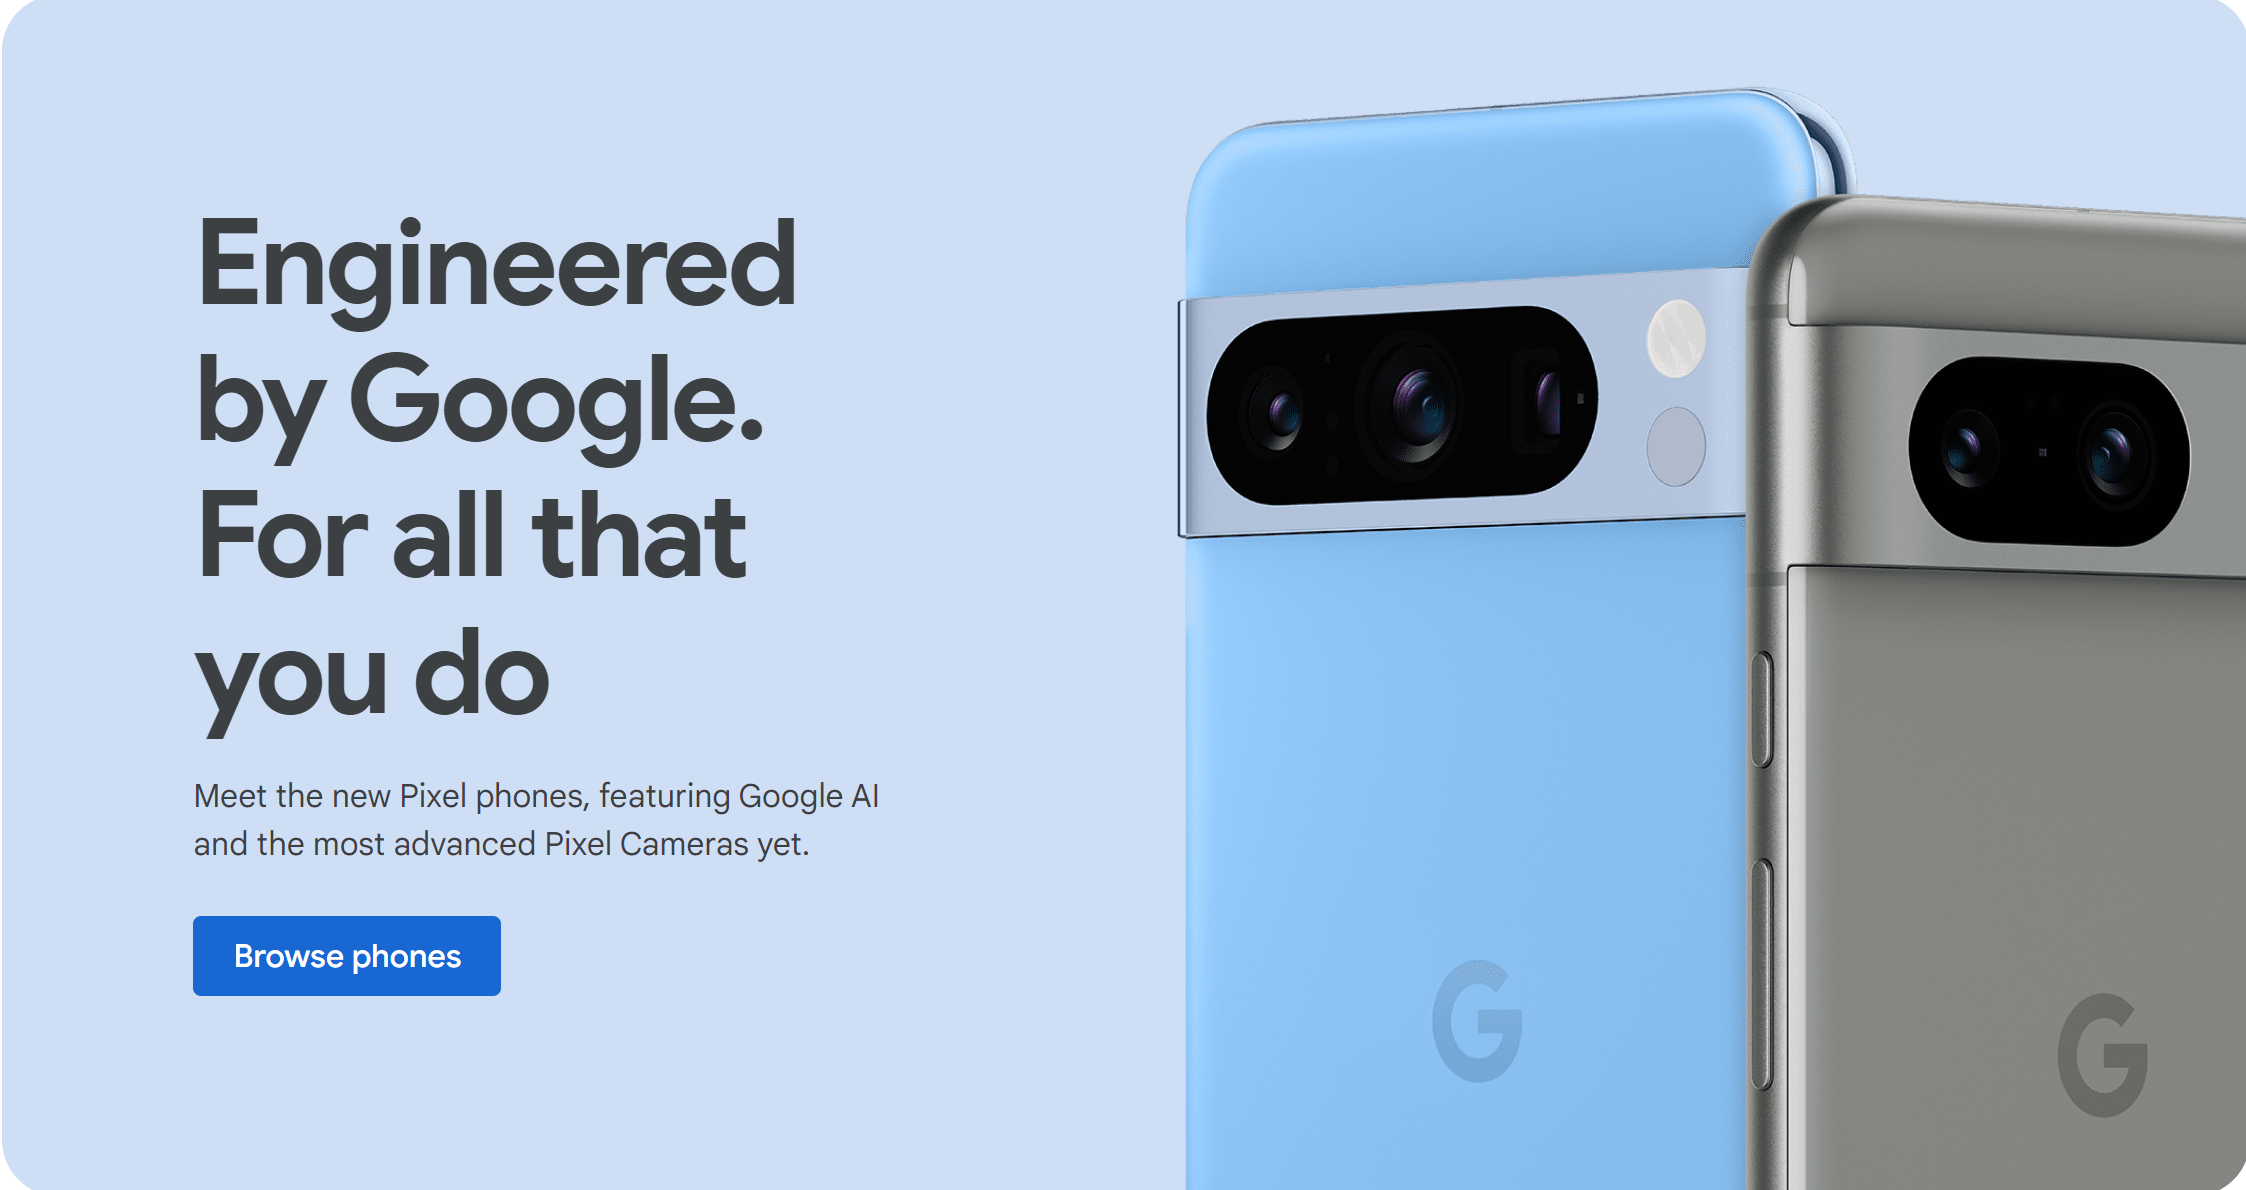 Engineered
by Google.
For all that
you do
Meet the new Pixel phones, featuring Google AI
and the most advanced Pixel Cameras yet.
Browse phones
G
G